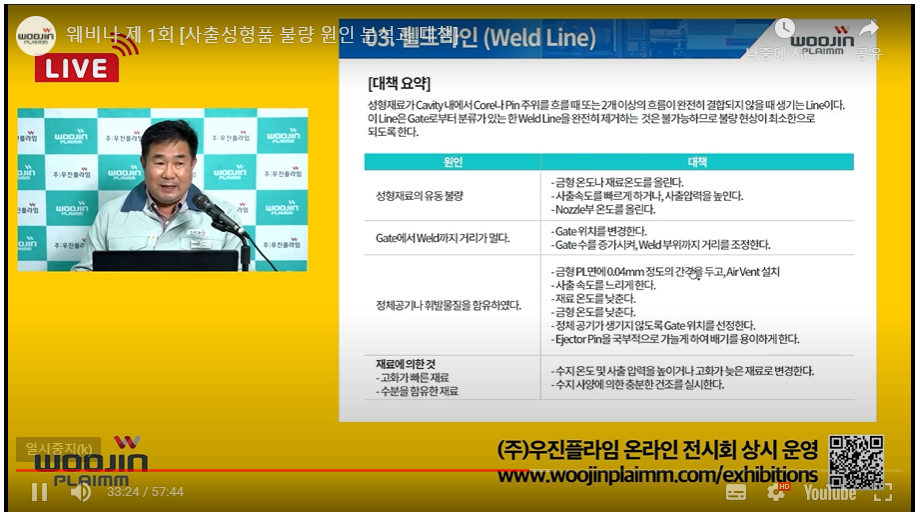 WOOJIN
PLAIMM
웨비나 제 1회 [사출성형품 불량 원인 분석과 대책]
LIVE
03. 웰드라인 (Weld Line)
WOOJIN
PLAIMM
공유
[대책 요약]
성형재료가 Cavity 내에서 Core나 Pin 주위를 흐를 때 또는 2개 이상의 흐름이 완전히 결합되지 않을 때 생기는 Line이다.
이 Line은 Gate로부터 분류가 있는 한 Weld Line을 완전히 제거하는 것은 불가능하므로 불량 현상이 최소한으로
되도록 한다.
원인 대책
성형재료의 유동 불량
- 금형 온도나 재료온도를 올린다.
- 사출속도를 빠르게 하거나, 사출압력을 높인다.
- Nozzle부 온도를 올린다.
Gate에서 Weld까지 거리가 멀다.
- Gate 위치를 변경한다.
- Gate 수를 증가시켜, Weld 부위까지 거리를 조정한다.
정체공기나 휘발물질을 함유하였다.
- 금형 PL면에 0.04mm 정도의 간격을 두고, Air Vent 설치
- 사출 속도를 느리게 한다.
- 재료 온도를 낮춘다.
- 금형 온도를 낮춘다.
- 정체 공기가 생기지 않도록 Gate 위치를 선정한다.
- Ejector Pin을 국부적으로 가늘게 하여 배기를 용이하게 한다.
재료에 의한 것
- 고화가 빠른 재료
- 수분을 함유한 재료
- 수지 온도 및 사출 압력을 높이거나 고화가 늦은 재료로 변경한다.
- 수지 사양에 의한 충분한 건조를 실시한다.
WOOJIN
PLAIMM
주)우진플라임
일시중지(k)
WOOJIN
PLAIMM
(주)우진플라임 온라인 전시회 상시 운영
www.woojinplaimm.com/exhibitions
33:24 / 57:44
HD
YouTube